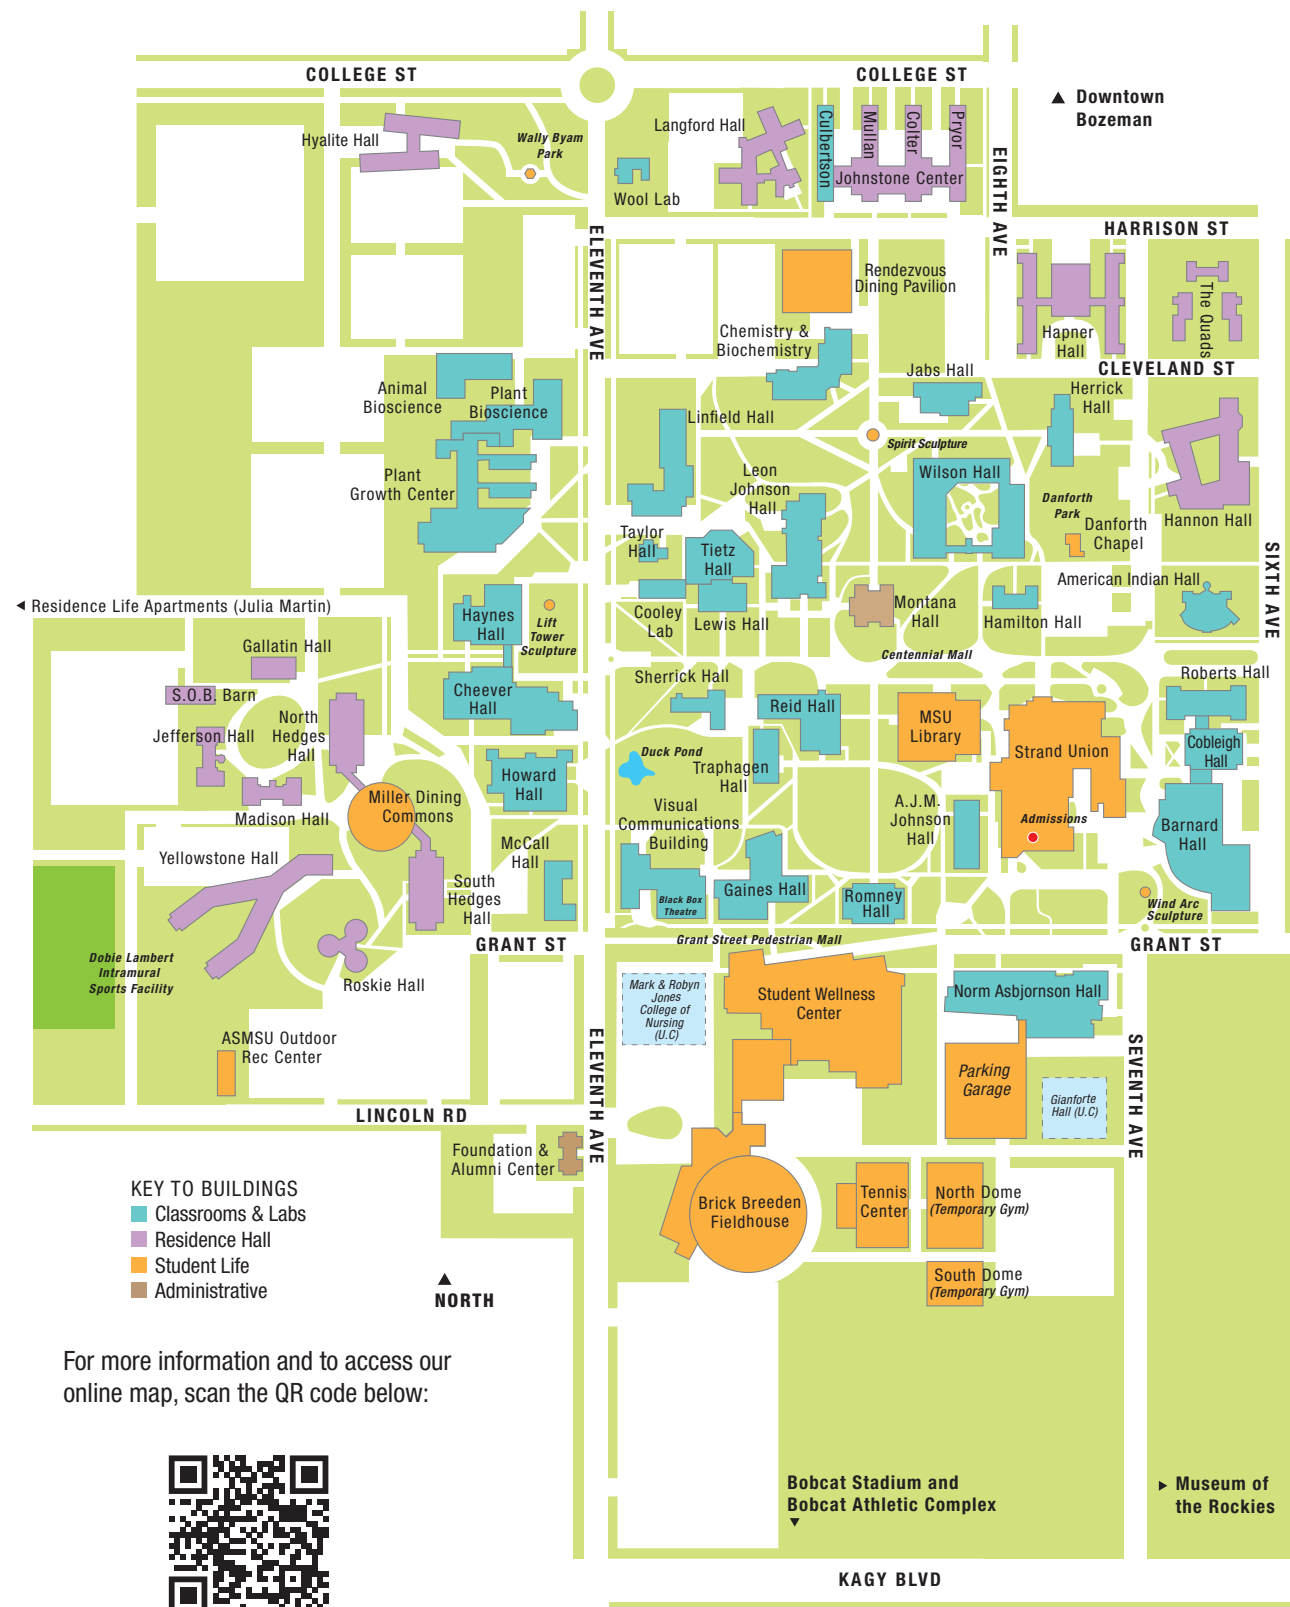 COLLEGE ST
COLLEGE ST
Downtown
Bozeman
Hyalite Hall
Wally Byam
Park
Langford Hall
Culbertson
Mullan
Colter
Pryor
Johnstone Center
Wool Lab
EIGHTH AVE
HARRISON ST
ELEVENTH AVE
Rendezvous
Dining Pavilion
Hapner
Hall
The Quads
Chemistry &
Biochemistry
CLEVELAND ST
Jabs Hall
Herrick
Hall
Animal
Bioscience
Plant
Bioscience
Linfield Hall
Spirit Sculpture
Plant
Growth Center
Leon
Johnson
Hall
Wilson Hall
Danforth
Park
Danforth
Chapel
Hannon Hall
Taylor
Hall
Tietz
Hall
SIXTH AVE
American Indian Hall
Residence Life Apartments (Julia Martin)
Haynes
Hall
Lift
Tower
Sculpture
Cooley
Lab
Lewis Hall
Montana
Hall
Hamilton Hall
Gallatin Hall
Centennial Mall
S.O.B. Barn
Cheever
Hall
Sherrick Hall
Roberts Hall
North
Hedges
Hall
Reid Hall
MSU
Library
Strand Union
Jefferson Hall
Cobleigh
Hall
Duck Pond
Traphagen
Hall
Howard
Hall
Miller Dining
Commons
Madison Hall
Visual
Communications
Building
A.J.M.
Johnson
Hall
Admissions
Barnard
Hall
McCall
Hall
Yellowstone Hall
South
Hedges
Hall
Gaines Hall
Romney
Hall
Black Box
Theatre
Wind Arc
Sculpture
GRANT ST
Grant Street Pedestrian Mall
GRANT ST
Dobie Lambert
Intramural
Sports Facility
Roskie Hall
Mark & Robyn
Jones
College of
Nursing
(U.C)
Student Wellness
Center
Norm Asbjornson Hall
ASMSU Outdoor
Rec Center
ELEVENTH AVE
SEVENTH AVE
Parking
Garage
Gianforte
Hall (U.C)
LINCOLN RD
Foundation &
Alumni Center
KEY TO BUILDINGS
Classrooms & Labs
Residence Hall
Student Life
Administrative
Brick Breeden
Fieldhouse
Tennis
Center
North Dome
(Temporary Gym)
South Dome
(Temporary Gym)
NORTH
For more information and to access our
online map, scan the QR code below:
Bobcat Stadium and
Bobcat Athletic Complex
Museum of
the Rockies
KAGY BLVD